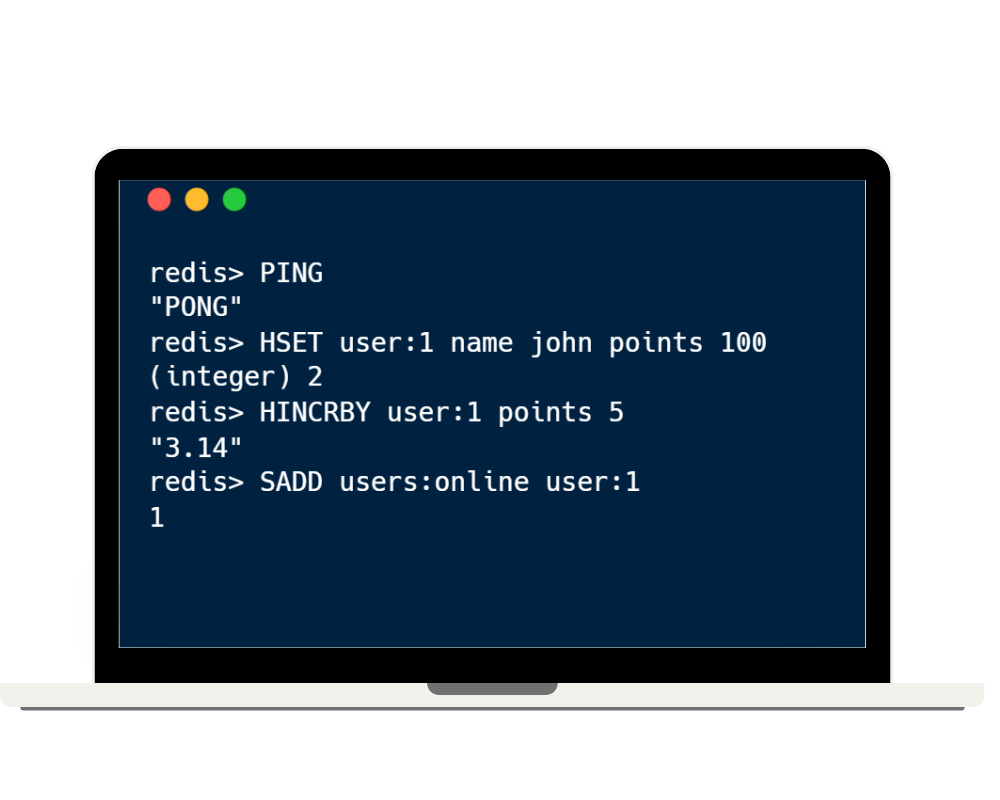 redis> PING
"PONG"
redis> HSET user:1 name john points 100
(integer) 2
redis> HINCRBY user:1 points 5
"3.14"
redis> SADD users:online user:1
1